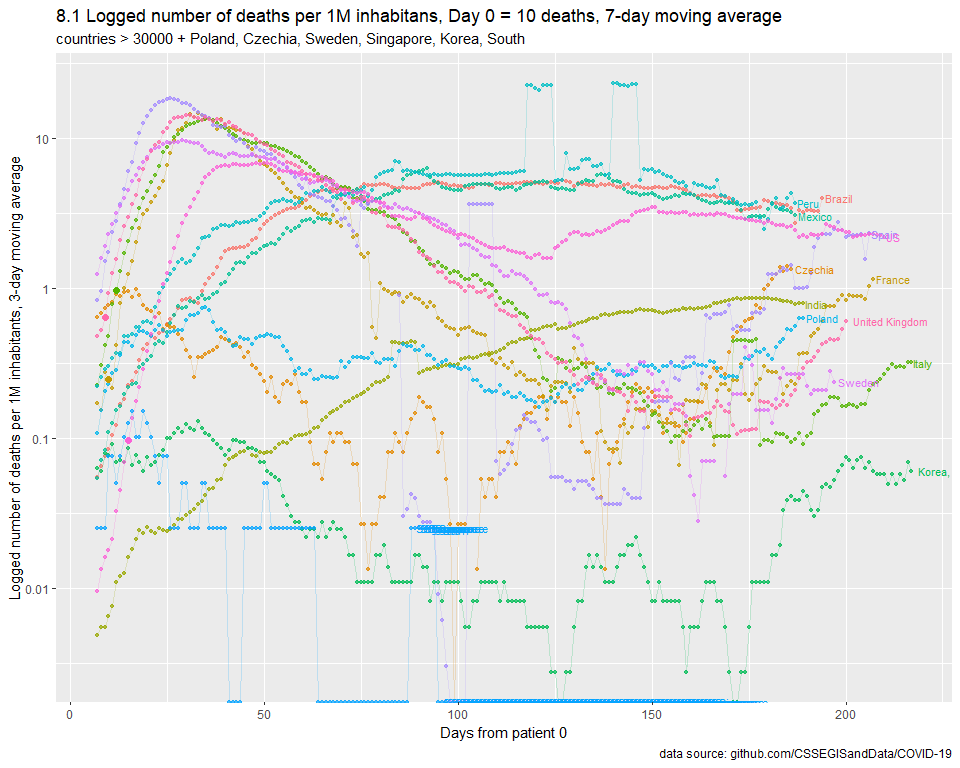 8.1 Logged number of deaths per 1M inhabitans, Day 0 = 10 deaths, 7-day moving average
countries > 30000 + Poland, Czechia, Sweden, Singapore, Korea, South
Logged number of deaths per 1M inhabitants, 3-day moving average
10
1
0.1
0.01
Brazil
Peru
Mexico
Spain
US
Czechia
France
India
Poland
United Kingdom
Italy
Sweden
Korea,
0
50
100
150
200
Days from patient 0
data source: github.com/CSSEGISandData/COVID-19